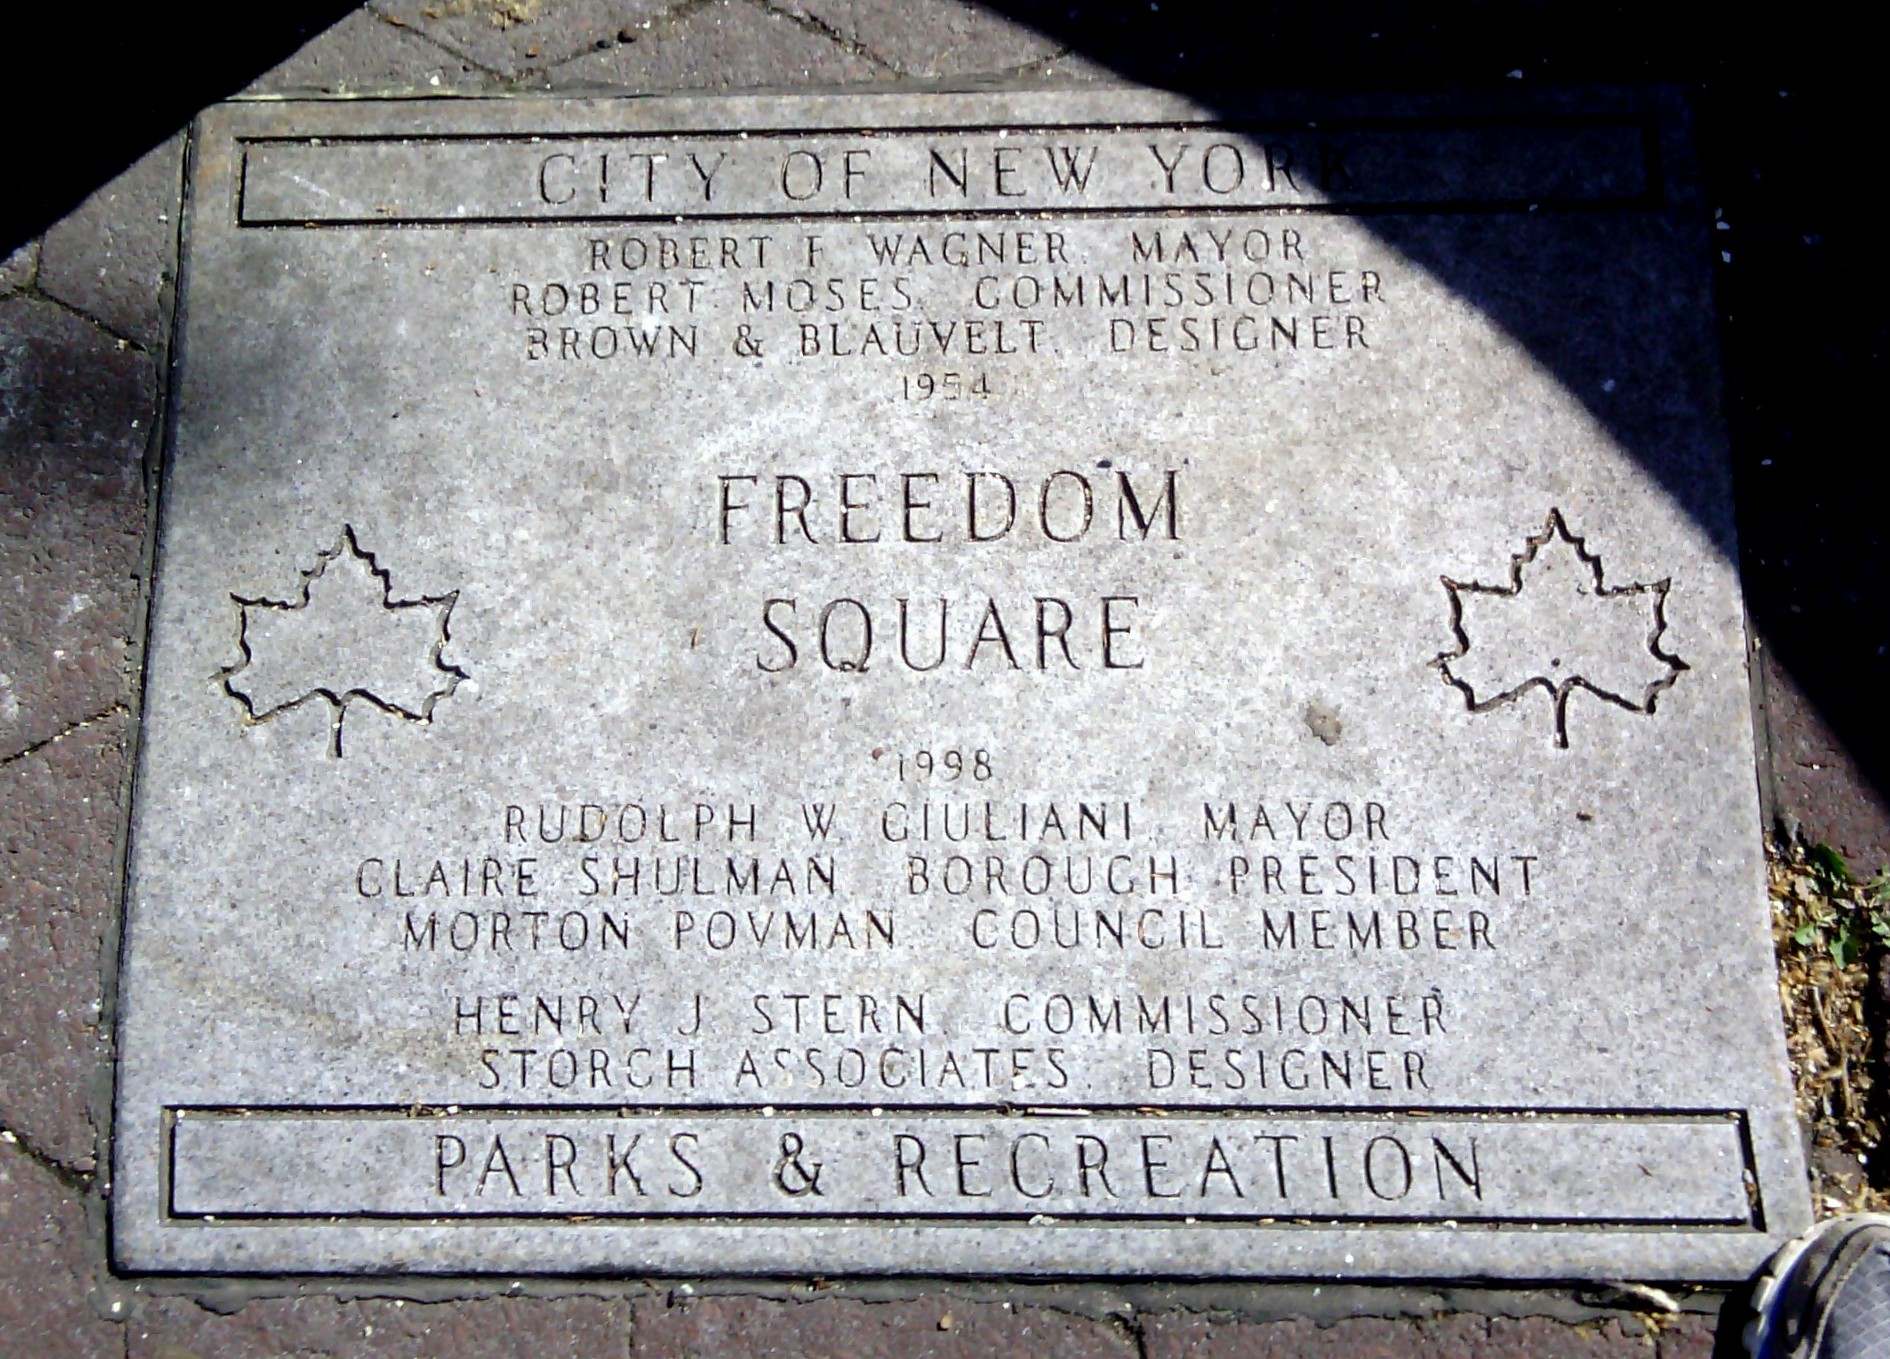 CITY OF NEW YORK
ROBERT F. WAGNER, MAYOR
ROBERT MOSES, COMMISSIONER
BROWN & BLAUVELT, DESIGNER
1954
FREEDOM
SQUARE
1998
RUDOLPH W. GIULIANI, MAYOR
CLAIRE SHULMAN, BOROUGH PRESIDENT
MORTON POVMAN, COUNCIL MEMBER
HENRY J. STERN, COMMISSIONER
STORCH ASSOCIATES, DESIGNER
PARKS & RECREATION